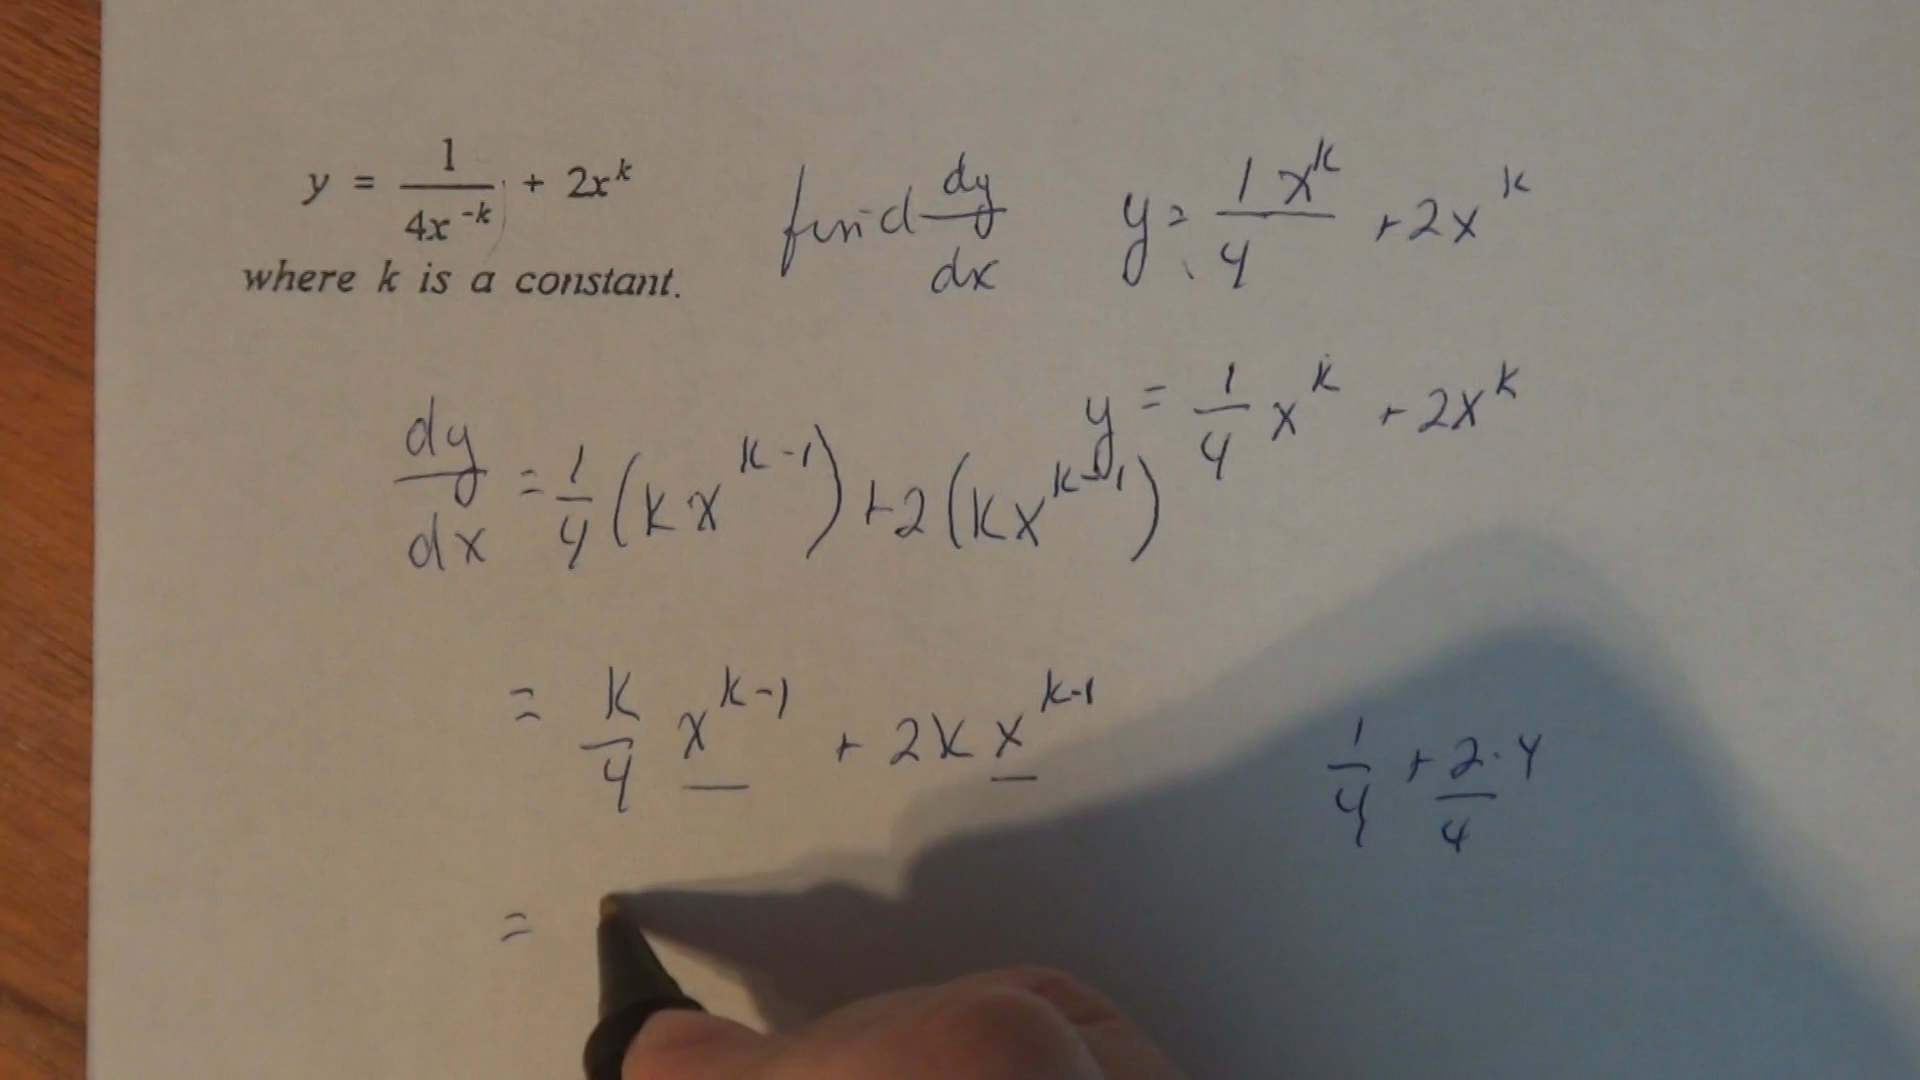 y = 1/(4x^-k) + 2x^k
where k is a constant.
find dy/dx
y = 1x^k/4 + 2x^k
y = 1/4 x^k + 2x^k
dy/dx = 1/4 (kx^k-1) + 2(kx^k-1)
= k/4 x^k-1 + 2k x^k-1
1/4 + 2·4/4
=